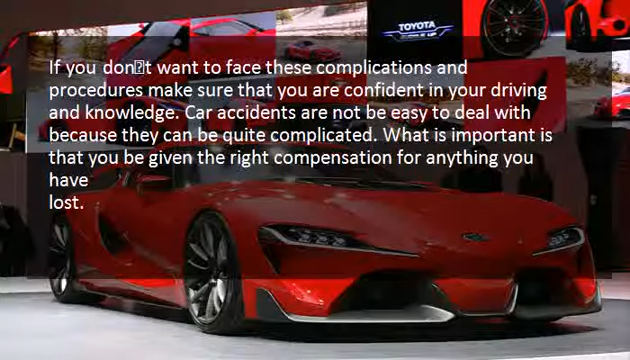 TOYOTA
If you don□t want to face these complications and
procedures make sure that you are confident in your driving
and knowledge. Car accidents are not be easy to deal with
because they can be quite complicated. What is important is
that you be given the right compensation for anything you
have
lost.